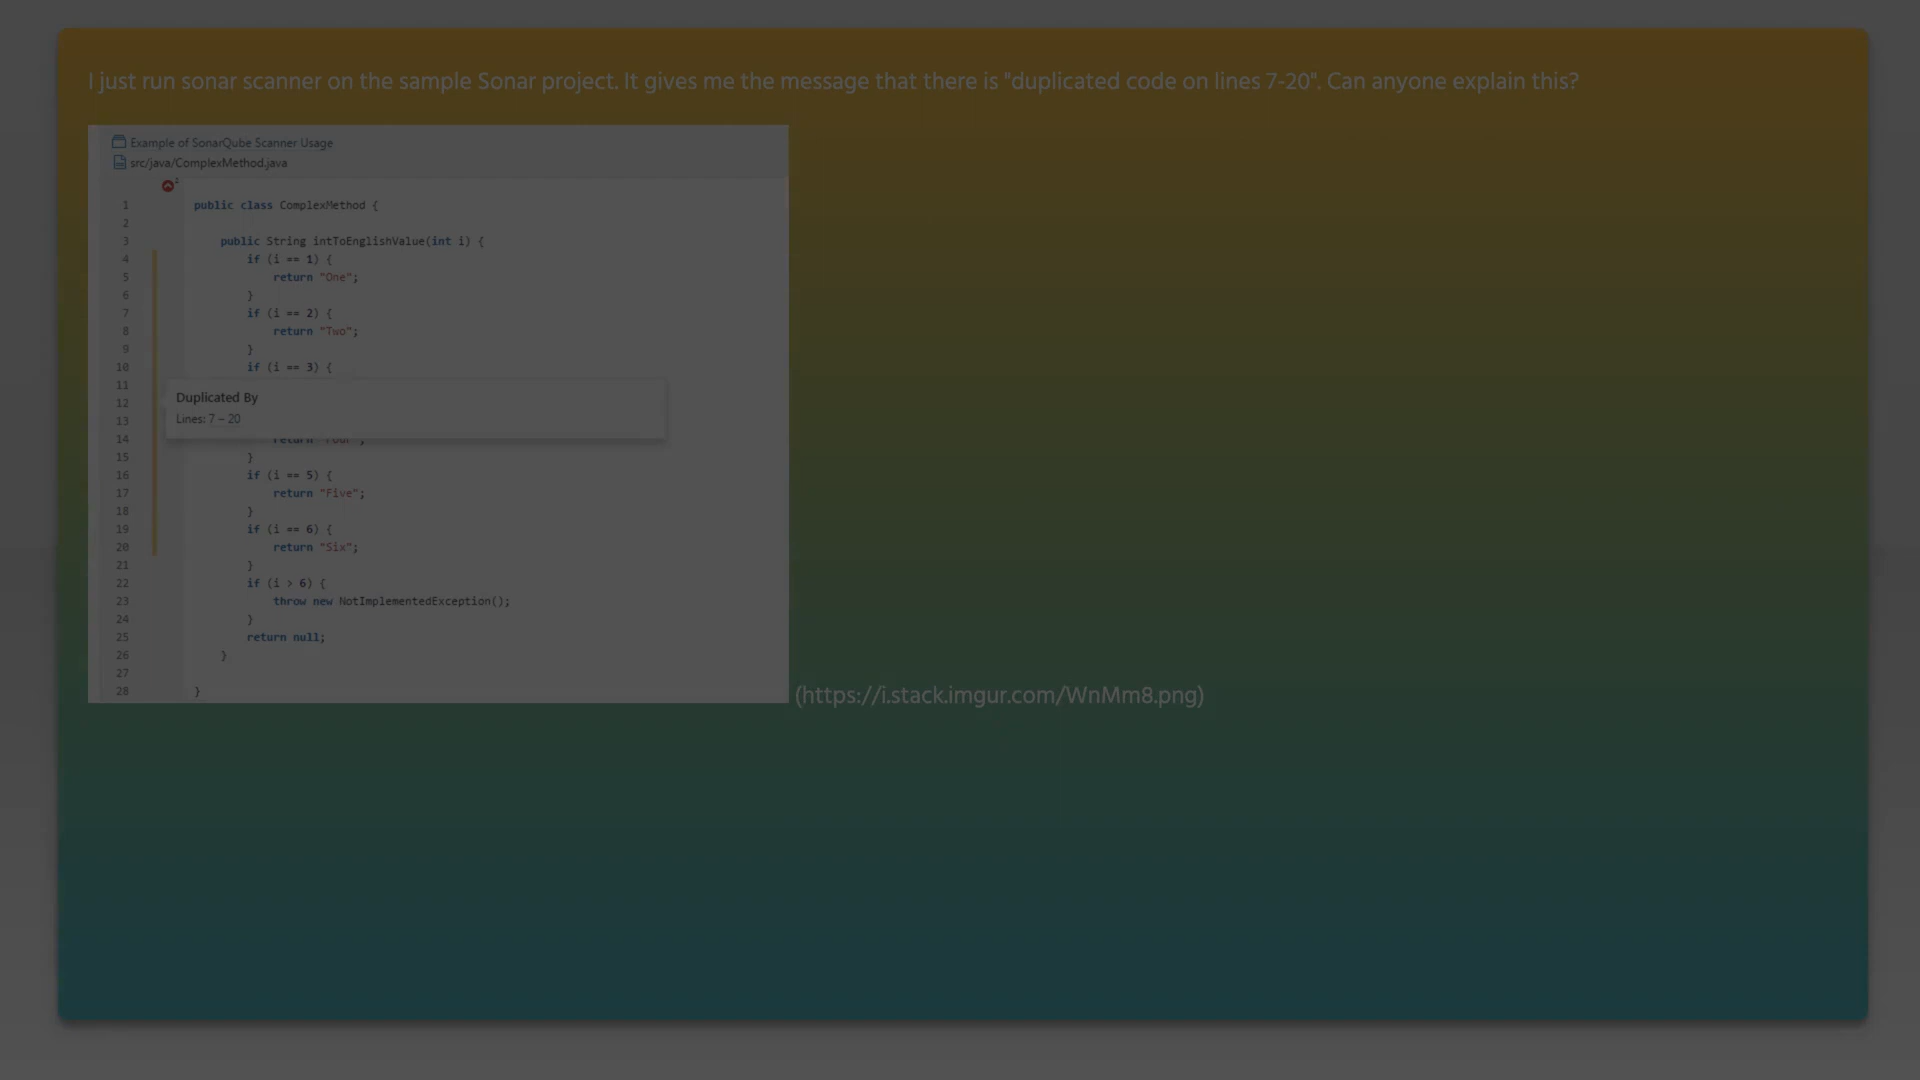 I just run sonar scanner on the sample Sonar project. It gives me the message that there is "duplicated code on lines 7-20". Can anyone explain this?
Example of SonarQube Scanner Usage
src/java/ComplexMethod.java
1 public class ComplexMethod {
2
3 public String intToEnglishValue(int i) {
4 if (i == 1) {
5 return "One";
6 }
7 if (i == 2) {
8 return "Two";
9 }
10 if (i == 3) {
11
Duplicated By
12
Lines: 7 – 20
13
14 return "Four";
15 }
16 if (i == 5) {
17 return "Five";
18 }
19 if (i == 6) {
20 return "Six";
21 }
22 if (i > 6) {
23 throw new NotImplementedException();
24 }
25 return null;
26 }
27
28 }
(https://i.stack.imgur.com/WnMm8.png)